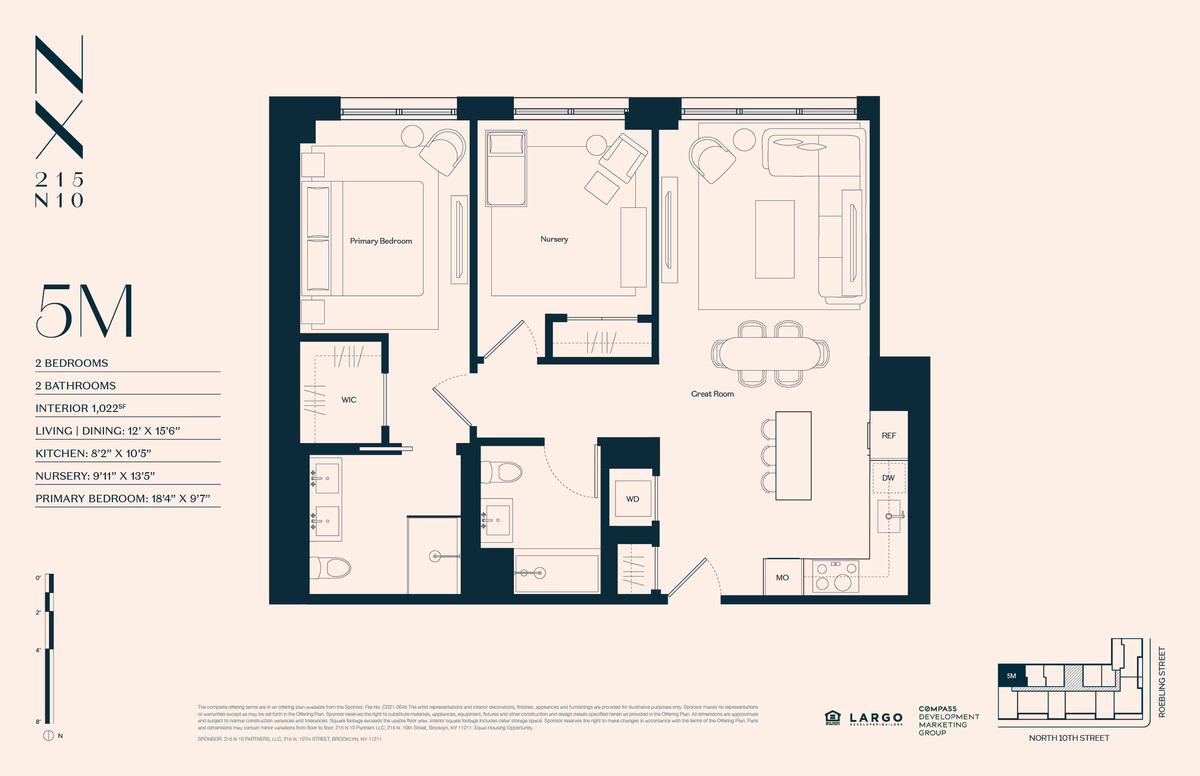 N
X
215
N10
5M
2 BEDROOMS
2 BATHROOMS
INTERIOR 1,022SF
LIVING | DINING: 12' X 15'6"
KITCHEN: 8'2" X 10'5"
NURSERY: 9'11" X 13'5"
PRIMARY BEDROOM: 18'4" X 9'7"
Primary Bedroom
Nursery
Great Room
WIC
REF
DW
WD
MO
0'
2'
4'
8'
N
The complete offering terms are in an offering plan available from the Sponsor. File No. CD21-0045 The artist representations and interior decorations, finishes, appliances and furnishings are provided for illustrative purposes only. Sponsor makes no representations
or warranties except as may be set forth in the Offering Plan. Sponsor reserves the right to substitute materials, appliances, equipment, fixtures and other construction and design details specified herein as provided in the Offering Plan. All dimensions are approximate
and subject to normal construction variances and tolerances. Square footage exceeds the usable floor area. Interior square footage includes cellar storage space. Sponsor reserves the right to make changes in accordance with the terms of the Offering Plan. Plans
and dimensions may contain minor variations from floor to floor. 215 N 10 Partners LLC, 215 N. 10th Street, Brooklyn, NY 11211. Equal Housing Opportunity.
SPONSOR: 215 N 10 PARTNERS, LLC, 215 N. 10TH STREET, BROOKLYN, NY 11211
LARGO
DEVELOPER/BUILDER
COMPASS
DEVELOPMENT
MARKETING
GROUP
5M
ROEBLING STREET
NORTH 10TH STREET